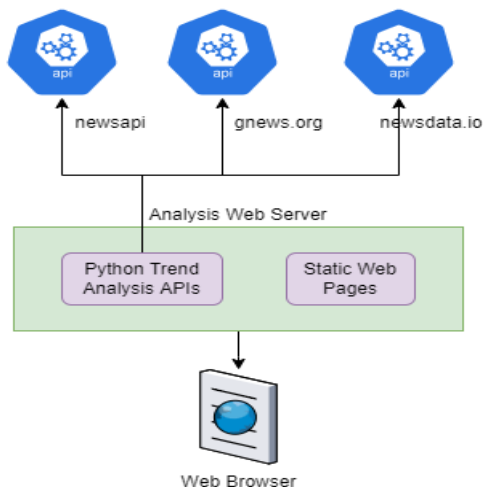 api api api
newsapi gnews.org newsdata.io
Analysis Web Server
Python Trend
Analysis APIs
Static Web
Pages
Web Browser